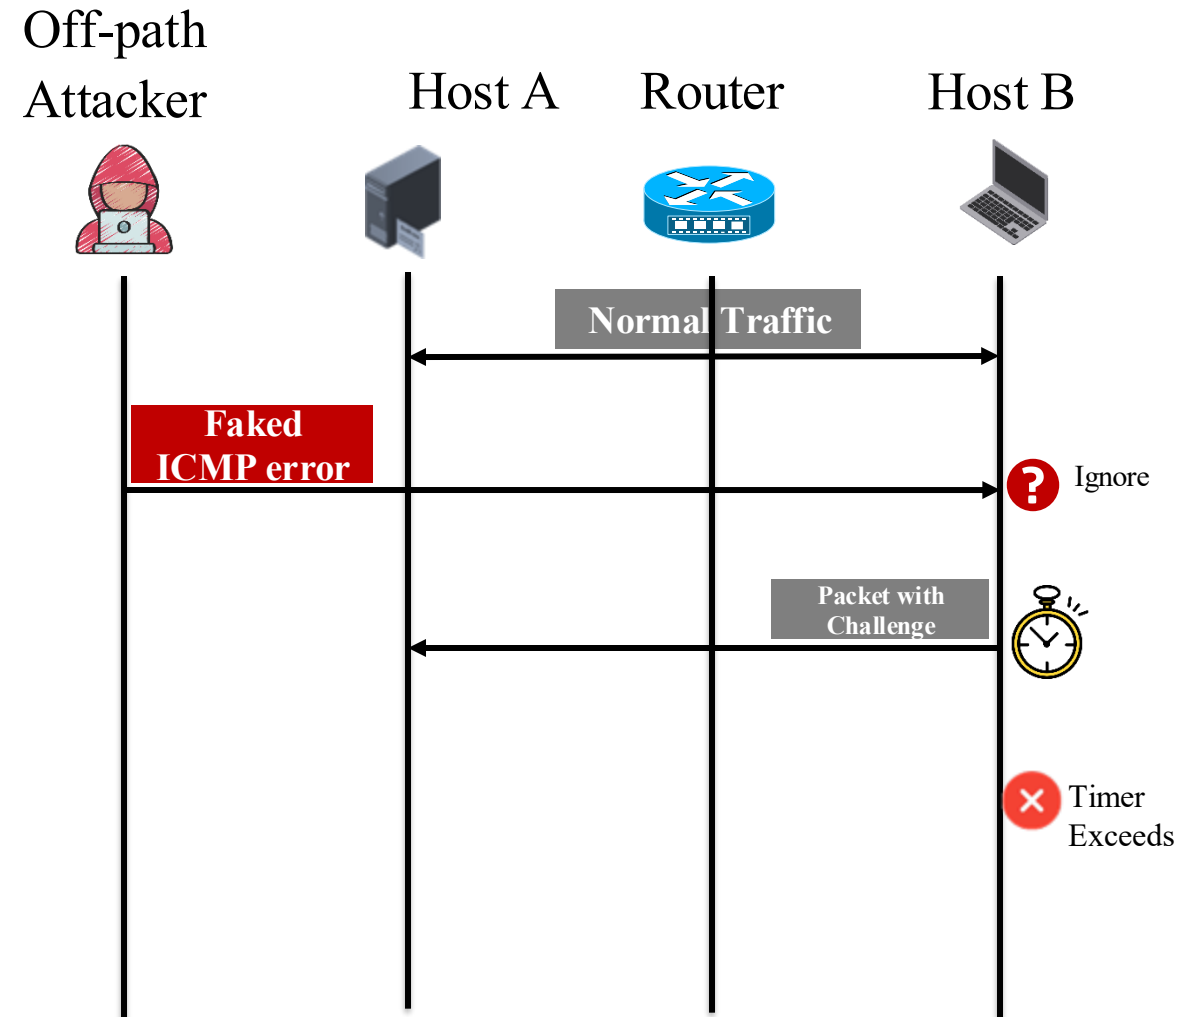 Off-path
Attacker
Host A
Router
Host B
Normal Traffic
Faked
ICMP error
Ignore
Packet with
Challenge
Timer
Exceeds